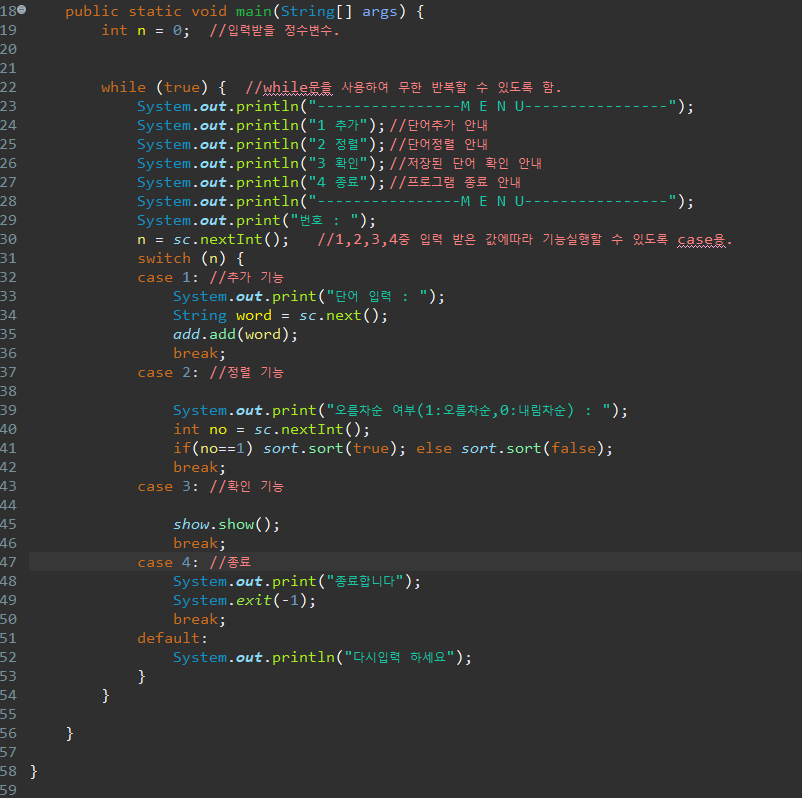 18 public static void main(String[] args) {
19 int n = 0; //입력받을 정수변수.
20
21
22 while (true) { //while문을 사용하여 무한 반복할 수 있도록 함.
23 System.out.println("----------------M E N U----------------");
24 System.out.println("1 추가"); //단어추가 안내
25 System.out.println("2 정렬"); //단어정렬 안내
26 System.out.println("3 확인"); //저장된 단어 확인 안내
27 System.out.println("4 종료"); //프로그램 종료 안내
28 System.out.println("----------------M E N U----------------");
29 System.out.print("번호 : ");
30 n = sc.nextInt(); //1,2,3,4중 입력 받은 값에따라 기능실행할 수 있도록 case용.
31 switch (n) {
32 case 1: //추가 기능
33 System.out.print("단어 입력 : ");
34 String word = sc.next();
35 add.add(word);
36 break;
37 case 2: //정렬 기능
38
39 System.out.print("오름차순 여부(1:오름차순,0:내림차순) : ");
40 int no = sc.nextInt();
41 if(no==1) sort.sort(true); else sort.sort(false);
42 break;
43 case 3: //확인 기능
44
45 show.show();
46 break;
47 case 4: //종료
48 System.out.print("종료합니다");
49 System.exit(-1);
50 break;
51 default:
52 System.out.println("다시입력 하세요");
53 }
54 }
55
56 }
57
58 }
59